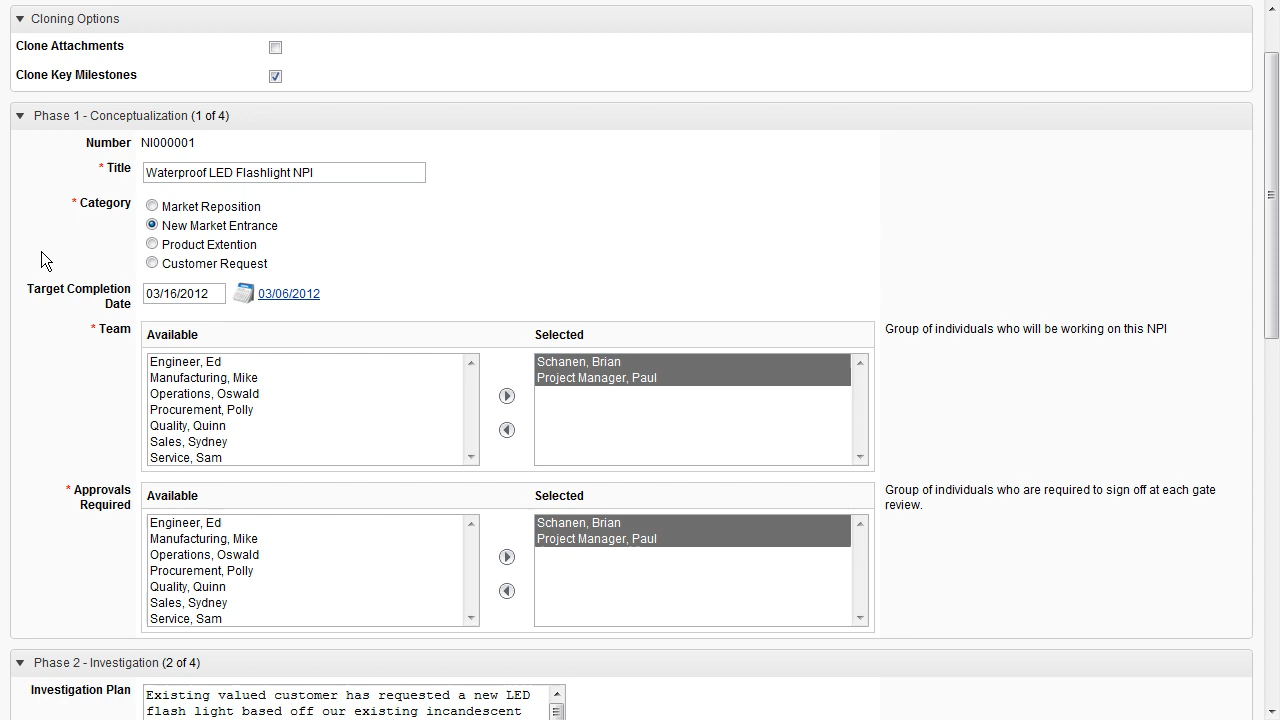 Cloning Options
Clone Attachments
Clone Key Milestones
Phase 1 - Conceptualization (1 of 4)
Number NI000001
* Title Waterproof LED Flashlight NPI
* Category
Market Reposition
New Market Entrance
Product Extention
Customer Request
Target Completion Date 03/16/2012 03/06/2012
* Team
Available Selected
Group of individuals who will be working on this NPI
Engineer, Ed
Manufacturing, Mike
Operations, Oswald
Procurement, Polly
Quality, Quinn
Sales, Sydney
Service, Sam
Schanen, Brian
Project Manager, Paul
* Approvals Required
Available Selected
Group of individuals who are required to sign off at each gate
review.
Engineer, Ed
Manufacturing, Mike
Operations, Oswald
Procurement, Polly
Quality, Quinn
Sales, Sydney
Service, Sam
Schanen, Brian
Project Manager, Paul
Phase 2 - Investigation (2 of 4)
Investigation Plan
Existing valued customer has requested a new LED
flash light based off our existing incandescent